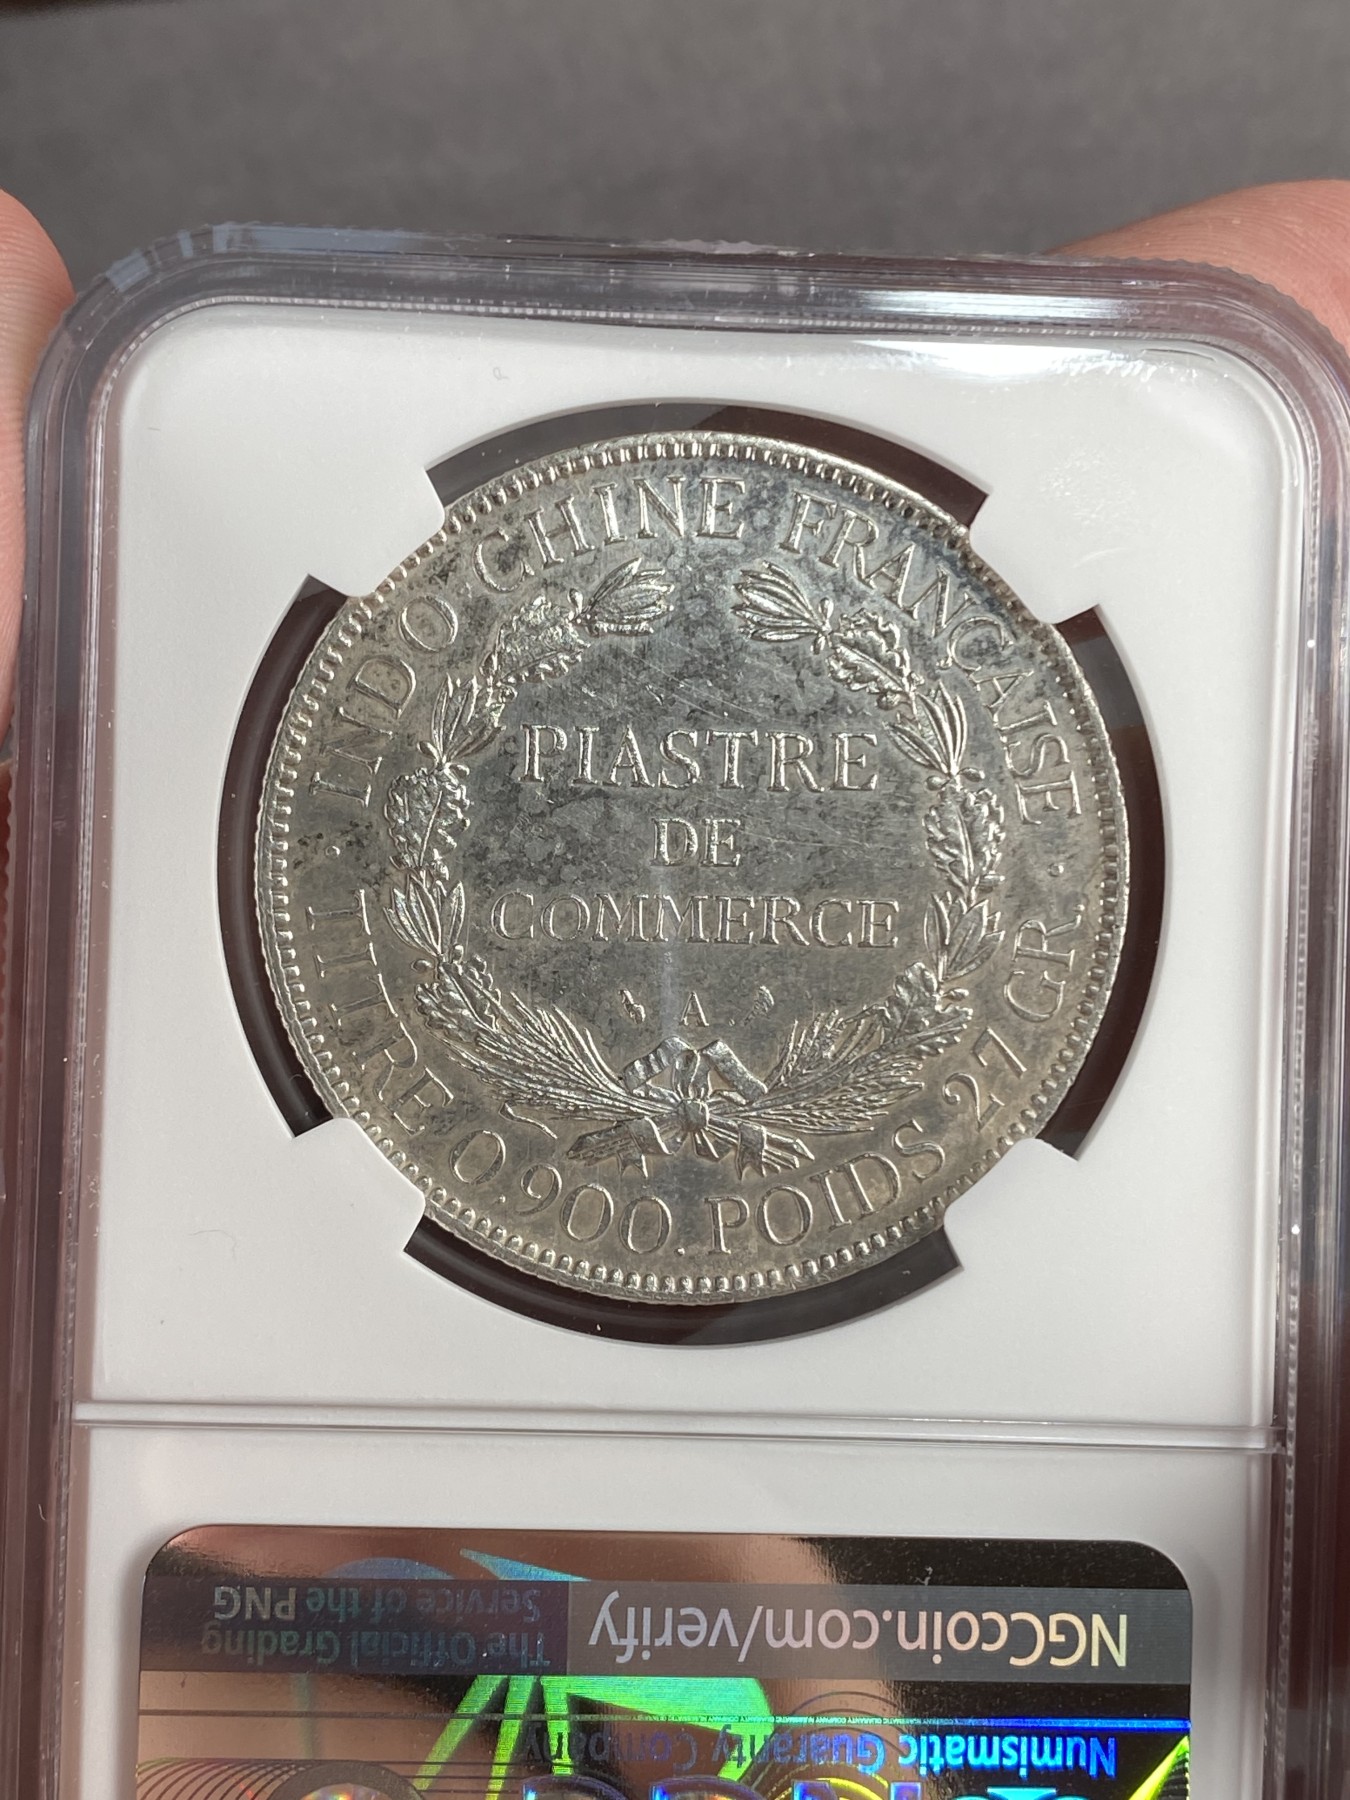 INDO·CHINE FRANÇAISE
PIASTRE
DE
COMMERCE
A
· TITRE 0.900. POIDS 27 GR. ·
NGCcoin.com/verify
The Official Grading
Service of the PNG
Numismatic Guaranty Company